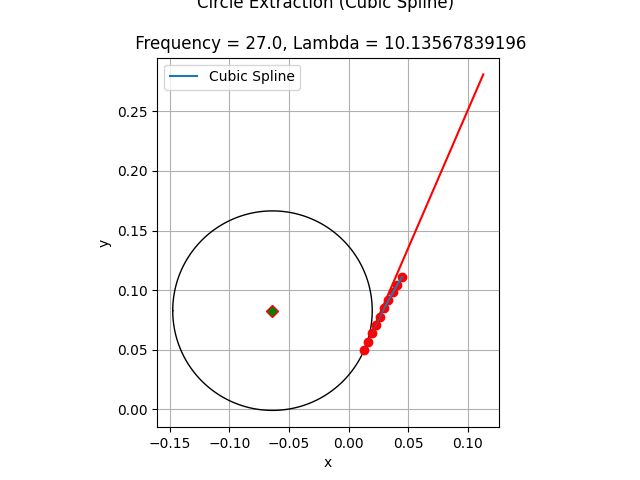 Circle Extraction (Cubic Spline)
Frequency = 27.0, Lambda = 10.13567839196
Cubic Spline
0.25
0.20
0.15
0.10
0.05
0.00
y
−0.15 −0.10 −0.05 0.00 0.05 0.10
x